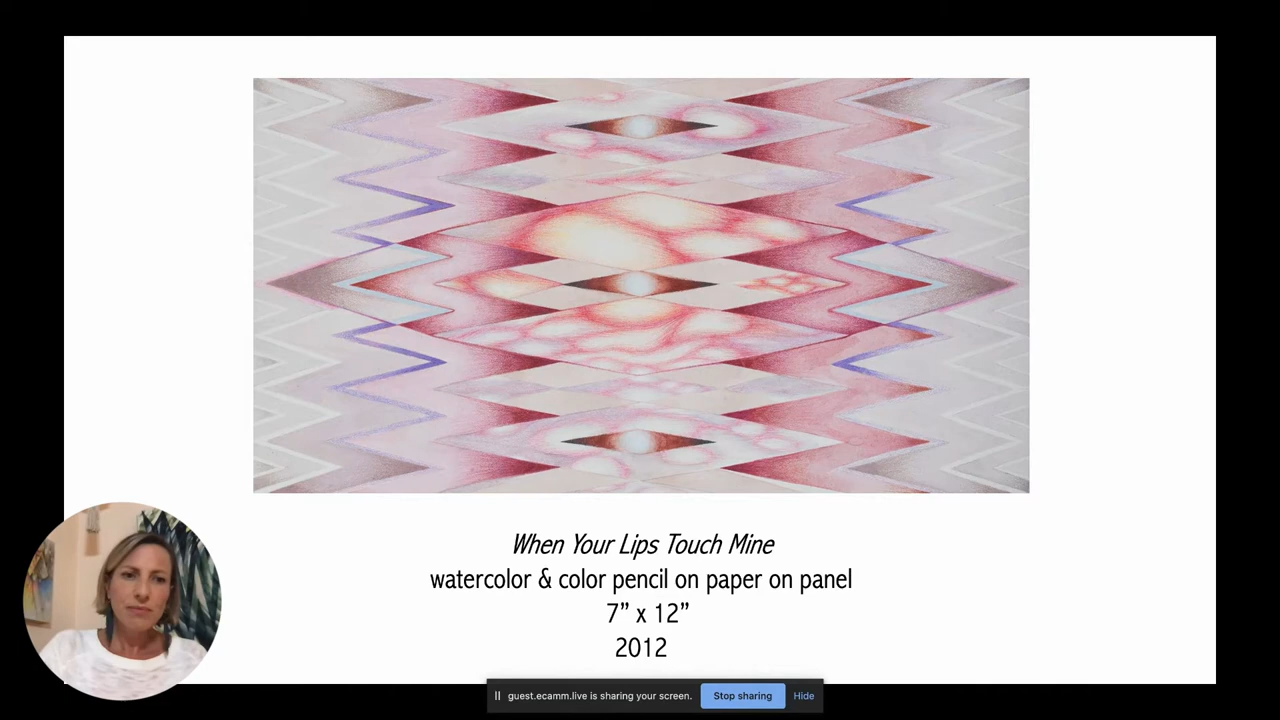 When Your Lips Touch Mine
watercolor & color pencil on paper on panel
7” x 12”
2012
guest.ecamm.live is sharing your screen.
Stop sharing
Hide